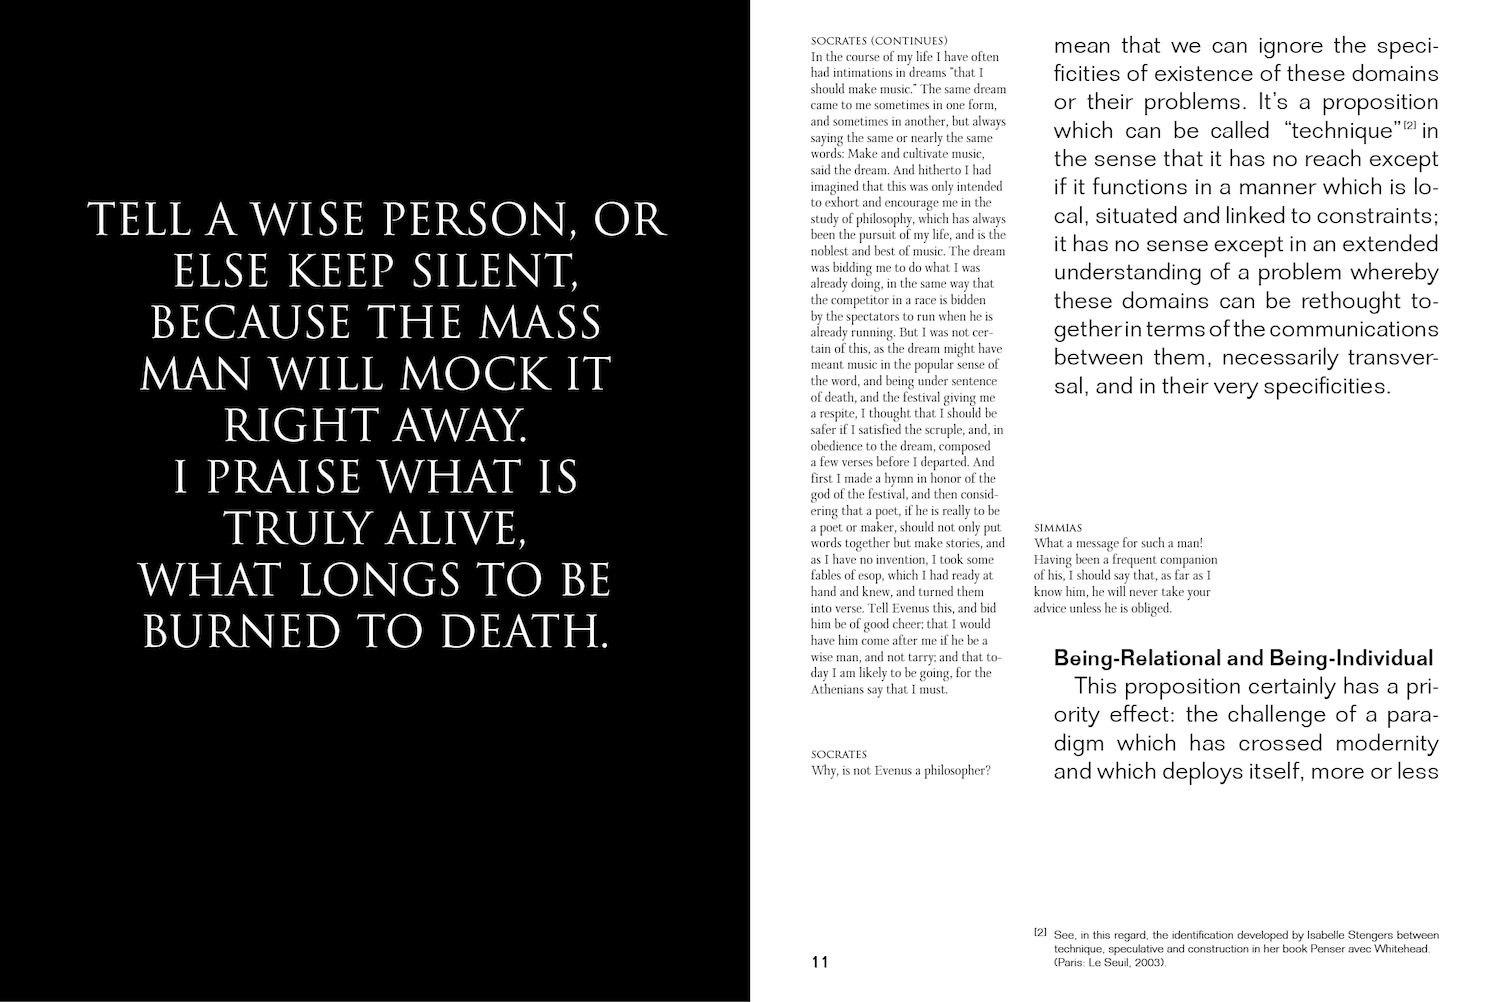 TELL A WISE PERSON, OR
ELSE KEEP SILENT,
BECAUSE THE MASS
MAN WILL MOCK IT
RIGHT AWAY.
I PRAISE WHAT IS
TRULY ALIVE,
WHAT LONGS TO BE
BURNED TO DEATH.
SOCRATES (CONTINUES)
In the course of my life I have often
had intimations in dreams "that I
should make music." The same dream
came to me sometimes in one form,
and sometimes in another, but always
saying the same or nearly the same
words: Make and cultivate music,
said the dream. And hitherto I had
imagined that this was only intended
to exhort and encourage me in the
study of philosophy, which has always
been the pursuit of my life, and is the
noblest and best of music. The dream
was bidding me to do what I was
already doing, in the same way that
the competitor in a race is bidden
by the spectators to run when he is
already running. But I was not cer-
tain of this, as the dream might have
meant music in the popular sense of
the word, and being under sentence
of death, and the festival giving me
a respite, I thought that I should be
safer if I satisfied the scruple, and, in
obedience to the dream, composed
a few verses before I departed. And
first I made a hymn in honor of the
god of the festival, and then consid-
ering that a poet, if he is really to be
a poet or maker, should not only put
words together but make stories, and
as I have no invention, I took some
fables of esop, which I had ready at
hand and knew, and turned them
into verse. Tell Evenus this, and bid
him be of good cheer; that I would
have him come after me if he be a
wise man, and not tarry; and that to-
day I am likely to be going, for the
Athenians say that I must.
SOCRATES
Why, is not Evenus a philosopher?
mean that we can ignore the speci-
ficities of existence of these domains
or their problems. It's a proposition
which can be called "technique"[2] in
the sense that it has no reach except
if it functions in a manner which is lo-
cal, situated and linked to constraints;
it has no sense except in an extended
understanding of a problem whereby
these domains can be rethought to-
gether in terms of the communications
between them, necessarily transver-
sal, and in their very specificities.
SIMMIAS
What a message for such a man!
Having been a frequent companion
of his, I should say that, as far as I
know him, he will never take your
advice unless he is obliged.
Being-Relational and Being-Individual
This proposition certainly has a pri-
ority effect: the challenge of a para-
digm which has crossed modernity
and which deploys itself, more or less
[2] See, in this regard, the identification developed by Isabelle Stengers between
technique, speculative and construction in her book Penser avec Whitehead.
(Paris: Le Seuil, 2003).
11